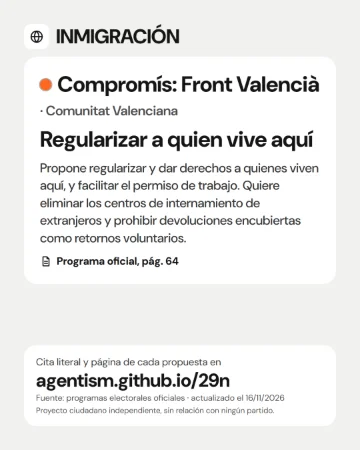 INMIGRACIÓN
Compromís: Front Valencià
· Comunitat Valenciana
Regularizar a quien vive aquí
Propone regularizar y dar derechos a quienes viven
aquí, y facilitar el permiso de trabajo. Quiere
eliminar los centros de internamiento de
extranjeros y prohibir devoluciones encubiertas
como retornos voluntarios.
Programa oficial, pág. 64
Cita literal y página de cada propuesta en
agentism.github.io/29n
Fuente: programas electorales oficiales · actualizado el 16/11/2026
Proyecto ciudadano independiente, sin relación con ningún partido.